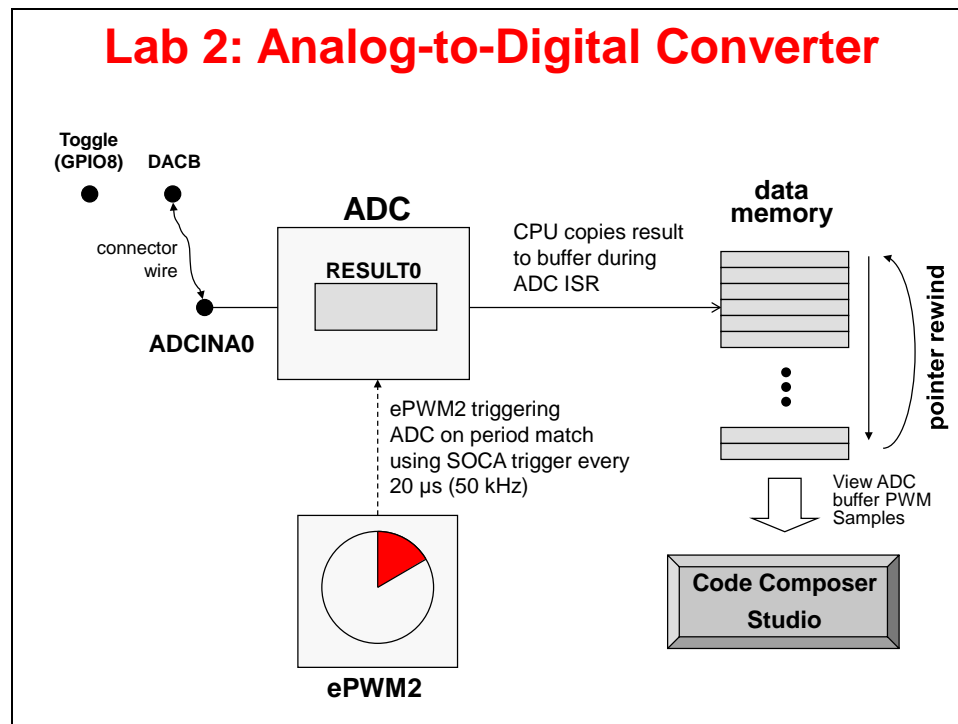 Lab 2: Analog-to-Digital Converter
Toggle
(GPIO8)
DACB
connector
wire
ADCINA0
ADC
RESULT0
CPU copies result
to buffer during
ADC ISR
data
memory
pointer rewind
ePWM2 triggering
ADC on period match
using SOCA trigger every
20 µs (50 kHz)
View ADC
buffer PWM
Samples
Code Composer
Studio
ePWM2